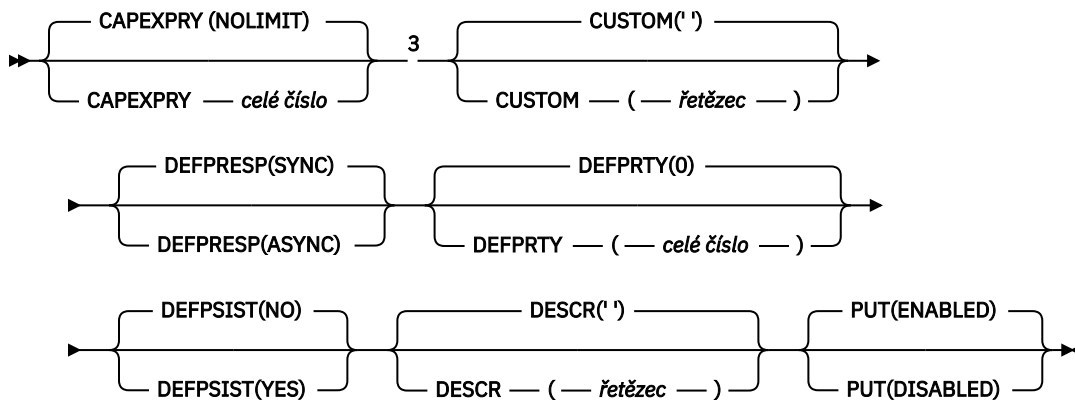 CAPEXPRY (NOLIMIT) CUSTOM(' ')
3
CAPEXPRY celé číslo CUSTOM ( řetězec )
DEFPRESP(SYNC) DEFPRTY(0)
DEFPRESP(ASYNC) DEFPRTY ( celé číslo )
DEFPSIST(NO) DESCR(' ') PUT(ENABLED)
DEFPSIST(YES) DESCR ( řetězec ) PUT(DISABLED)